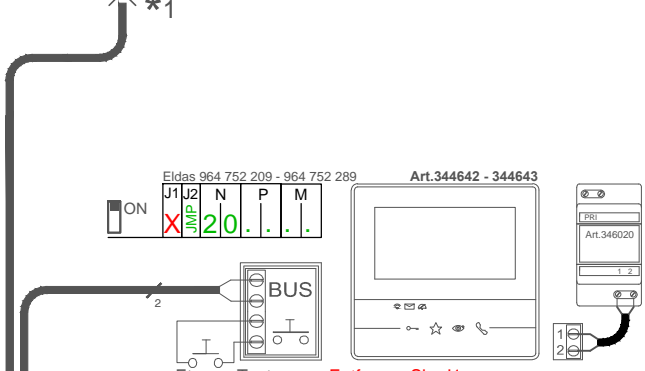 *1
Eldas 964 752 209 - 964 752 289
Art.344642 - 344643
ON
J1 J2 N P M
X JMP 2 0 . . . .
PRI
Art.346020
1 2
BUS
2
1
2